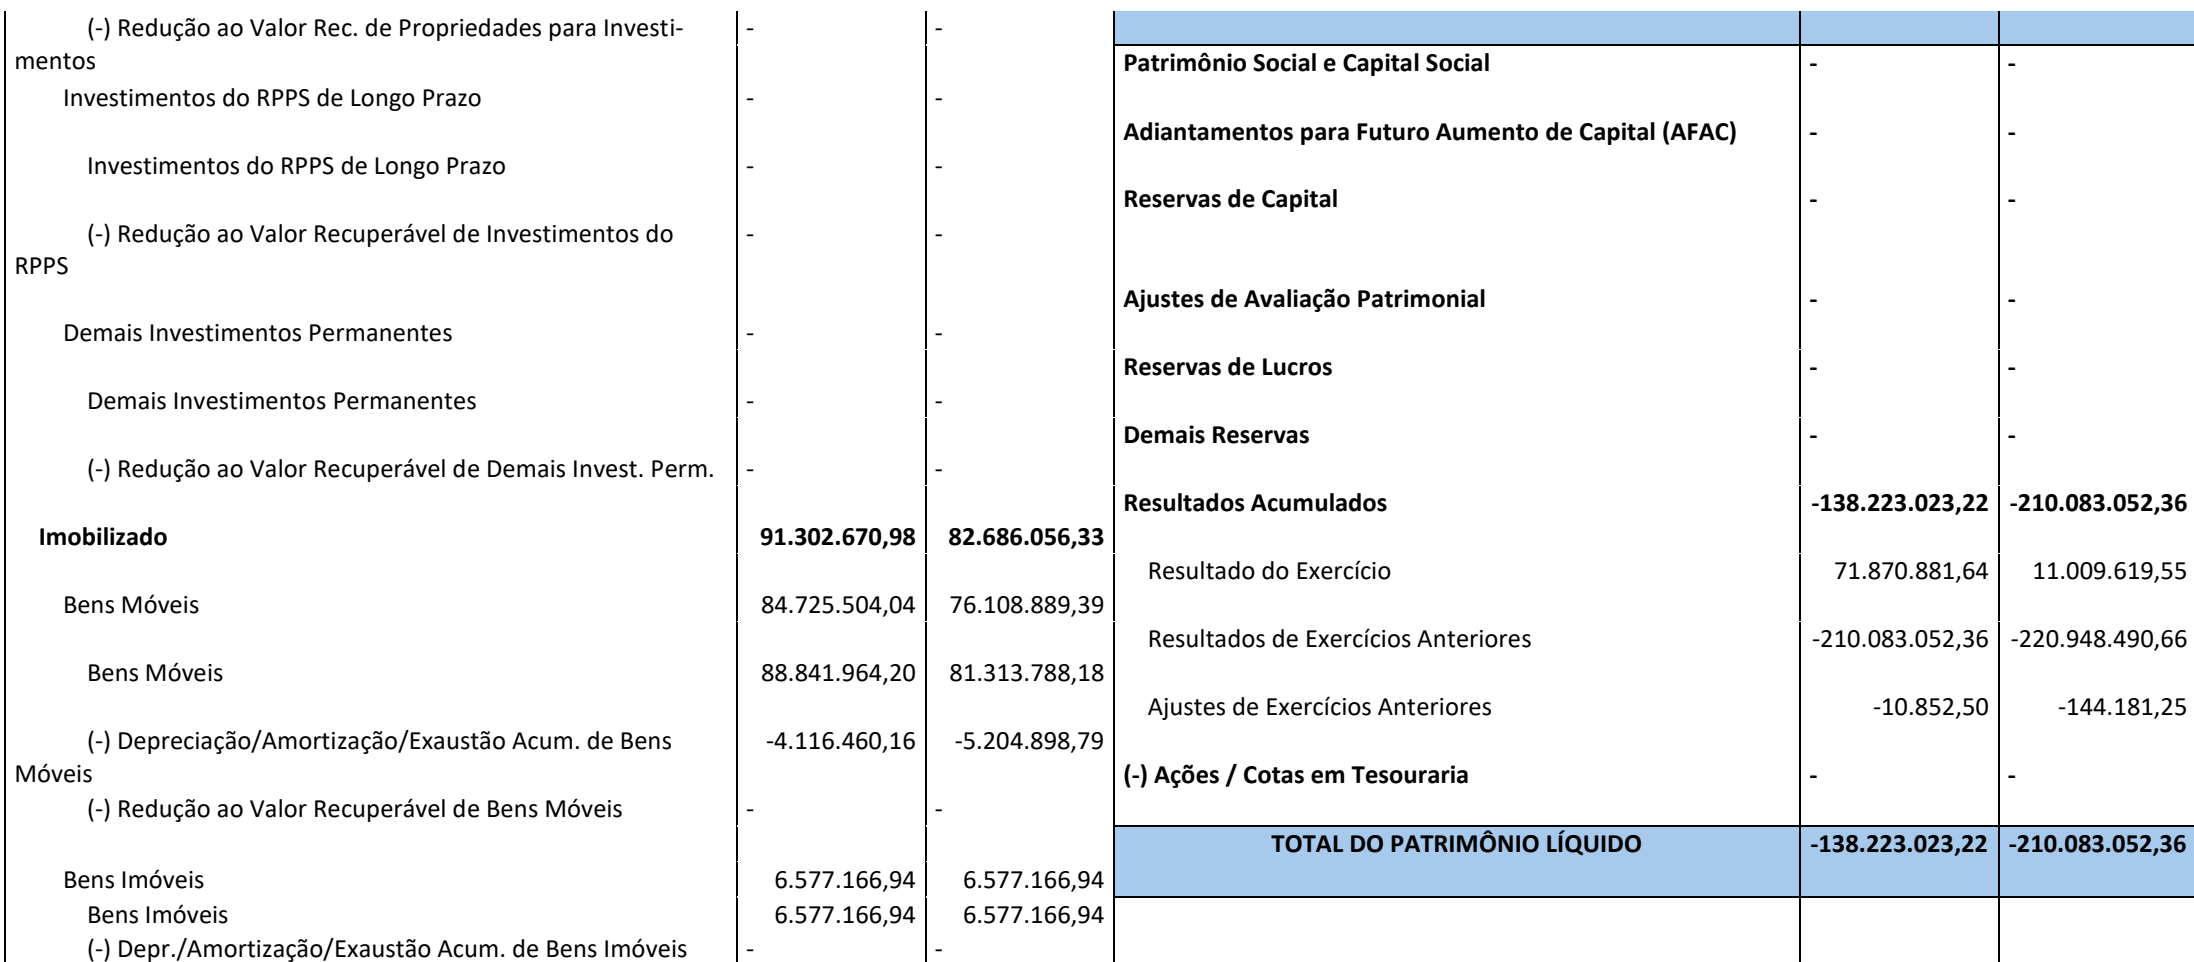 (-) Redução ao Valor Rec. de Propriedades para Investi-
mentos
- -
Investimentos do RPPS de Longo Prazo - -
Investimentos do RPPS de Longo Prazo - -
(-) Redução ao Valor Recuperável de Investimentos do
RPPS
- -
Demais Investimentos Permanentes - -
Demais Investimentos Permanentes - -
(-) Redução ao Valor Recuperável de Demais Invest. Perm. - -
Imobilizado 91.302.670,98 82.686.056,33
Bens Móveis 84.725.504,04 76.108.889,39
Bens Móveis 88.841.964,20 81.313.788,18
(-) Depreciação/Amortização/Exaustão Acum. de Bens
Móveis
-4.116.460,16 -5.204.898,79
(-) Redução ao Valor Recuperável de Bens Móveis - -
Bens Imóveis 6.577.166,94 6.577.166,94
Bens Imóveis 6.577.166,94 6.577.166,94
(-) Depr./Amortização/Exaustão Acum. de Bens Imóveis - -
Patrimônio Social e Capital Social - -
Adiantamentos para Futuro Aumento de Capital (AFAC) - -
Reservas de Capital - -
Ajustes de Avaliação Patrimonial - -
Reservas de Lucros - -
Demais Reservas - -
Resultados Acumulados -138.223.023,22 -210.083.052,36
Resultado do Exercício 71.870.881,64 11.009.619,55
Resultados de Exercícios Anteriores -210.083.052,36 -220.948.490,66
Ajustes de Exercícios Anteriores -10.852,50 -144.181,25
(-) Ações / Cotas em Tesouraria - -
TOTAL DO PATRIMÔNIO LÍQUIDO -138.223.023,22 -210.083.052,36